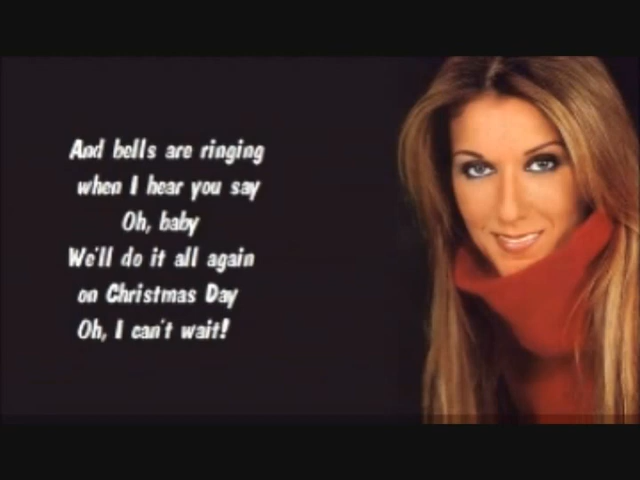 And bells are ringing
when I hear you say
Oh, baby
We'll do it all again
on Christmas Day
Oh, I can't wait!